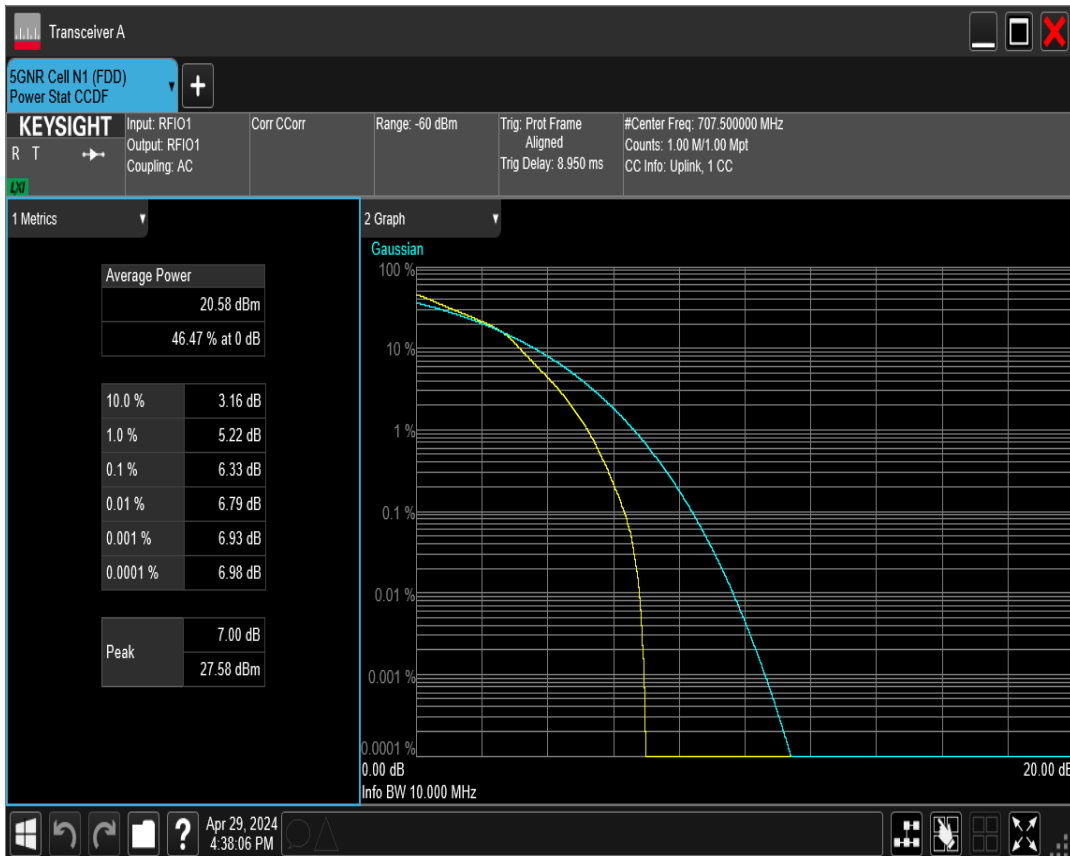 Transceiver A
5GNR Cell N1 (FDD)
Power Stat CCDF
+
KEYSIGHT
R T
LXI
Input: RFIO1
Output: RFIO1
Coupling: AC
Corr CCorr
Range: -60 dBm
Trig: Prot Frame
Aligned
Trig Delay: 8.950 ms
#Center Freq: 707.500000 MHz
Counts: 1.00 M/1.00 Mpt
CC Info: Uplink, 1 CC
1 Metrics
Average Power
20.58 dBm
46.47 % at 0 dB
10.0 % 3.16 dB
1.0 % 5.22 dB
0.1 % 6.33 dB
0.01 % 6.79 dB
0.001 % 6.93 dB
0.0001 % 6.98 dB
Peak
7.00 dB
27.58 dBm
2 Graph
Gaussian
100 %
10 %
1 %
0.1 %
0.01 %
0.001 %
0.0001 %
0.00 dB 20.00 dB
Info BW 10.000 MHz
?
Apr 29, 2024
4:38:06 PM